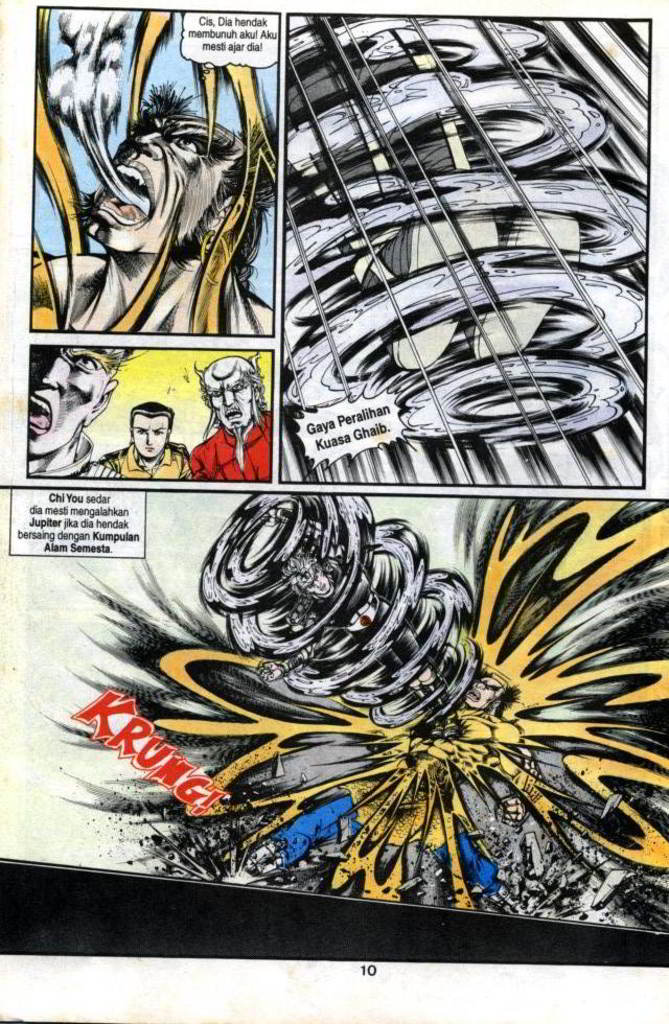 Cis, Dia hendak
membunuh aku! Aku
mesti ajar dia!
Gaya Peralihan
Kuasa Ghaib.
Chi You sedar
dia mesti mengalahkan
Jupiter jika dia hendak
bersaing dengan Kumpulan
Alam Semesta.
KRUNG!
10